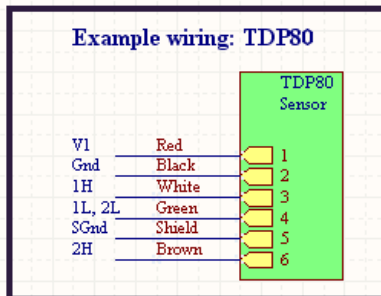 Example wiring: TDP80
TDP80
Sensor
V1 Red 1
Gnd Black 2
1H White 3
1L, 2L Green 4
SGnd Shield 5
2H Brown 6